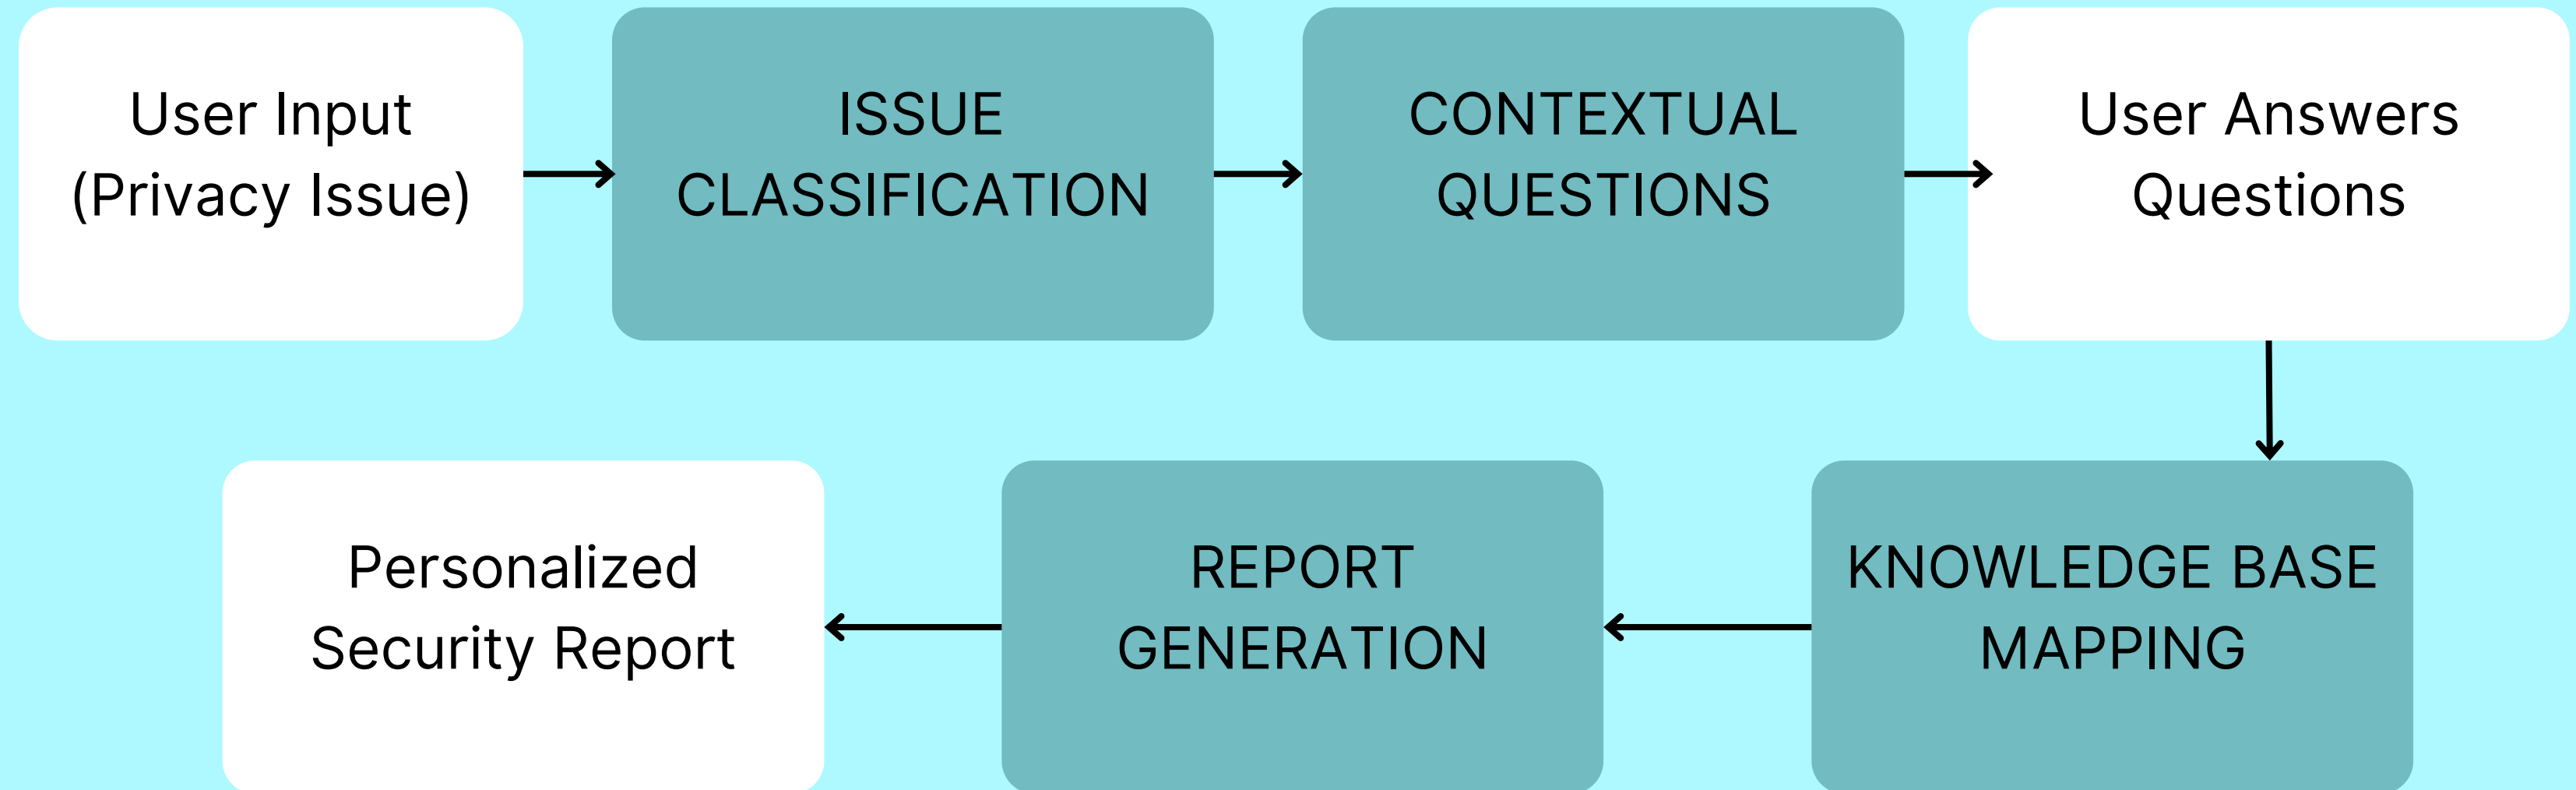 User Input
(Privacy Issue)
ISSUE
CLASSIFICATION
CONTEXTUAL
QUESTIONS
User Answers
Questions
KNOWLEDGE BASE
MAPPING
REPORT
GENERATION
Personalized
Security Report